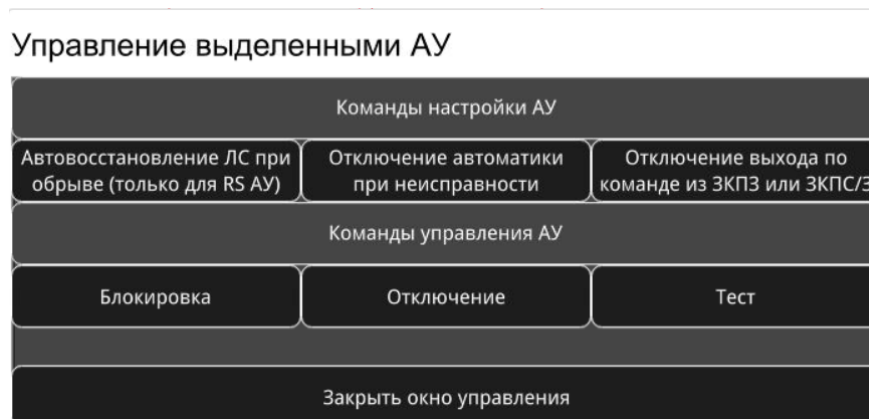 Управление выделенными АУ
Команды настройки АУ
Автовосстановление ЛС при
обрыве (только для RS АУ)
Отключение автоматики
при неисправности
Отключение выхода по
команде из ЗКПЗ или ЗКПС/З
Команды управления АУ
Блокировка
Отключение
Тест
Закрыть окно управления